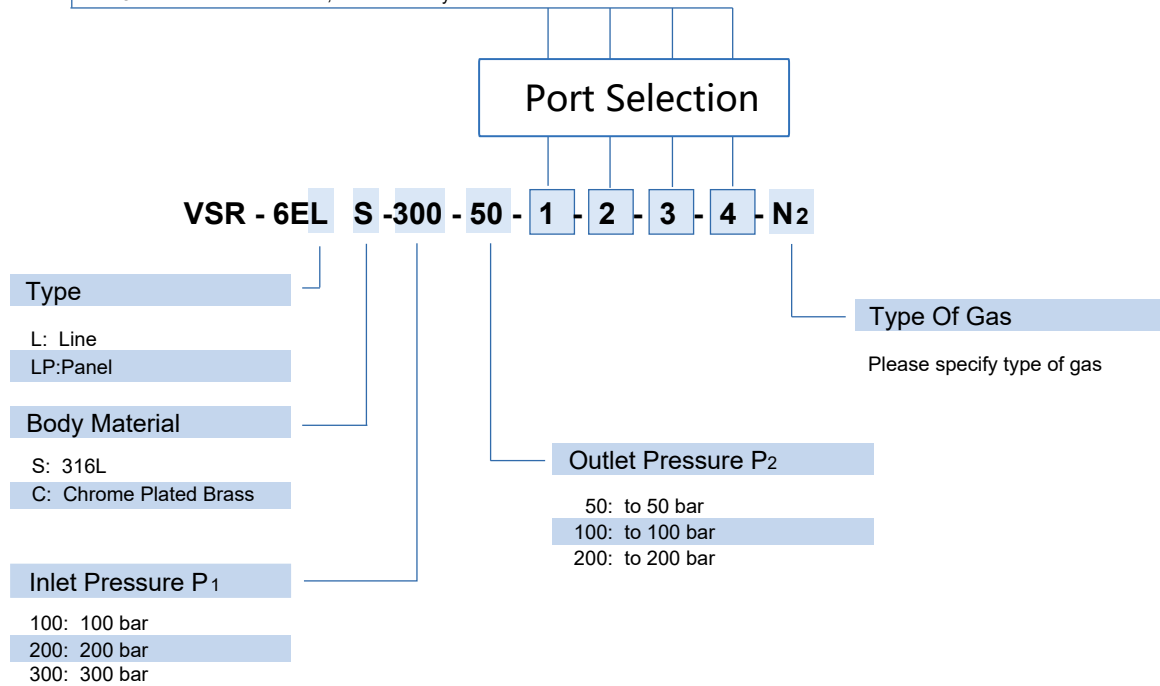 Port Selection
VSR - 6EL S -300 - 50 - 1 - 2 - 3 - 4 - N2
Type
L: Line
LP:Panel
Type Of Gas
Please specify type of gas
Body Material
S: 316L
C: Chrome Plated Brass
Outlet Pressure P2
50: to 50 bar
100: to 100 bar
200: to 200 bar
Inlet Pressure P1
100: 100 bar
200: 200 bar
300: 300 bar